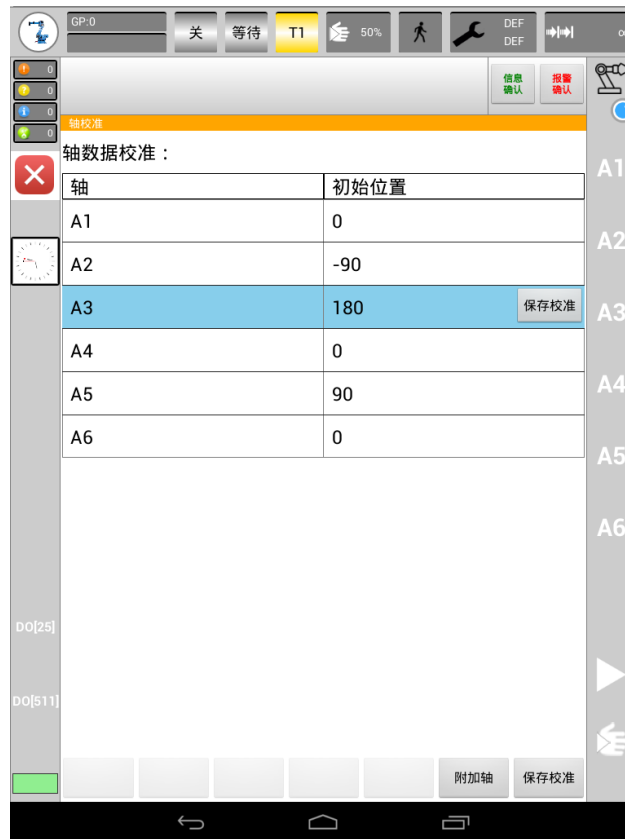 GP:0
关 等待 T1 50% DEF
DEF
0
0
0
0
信息
确认
报警
确认
轴校准
轴数据校准：
轴 初始位置
A1 0
A2 -90
A3 180 保存校准
A4 0
A5 90
A6 0
A1
A2
A3
A4
A5
A6
DO[25]
DO[511]
附加轴 保存校准